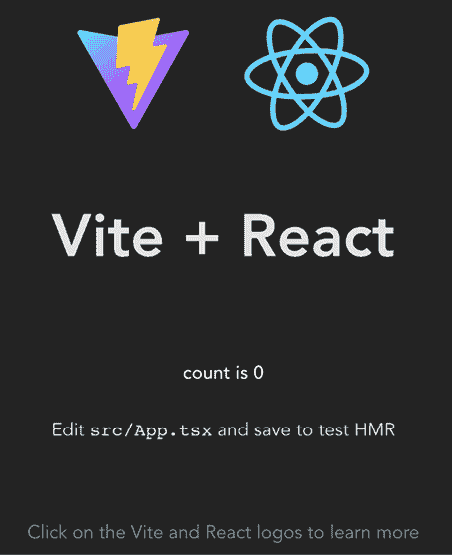 Vite + React
count is 0
Edit src/App.tsx and save to test HMR
Click on the Vite and React logos to learn more